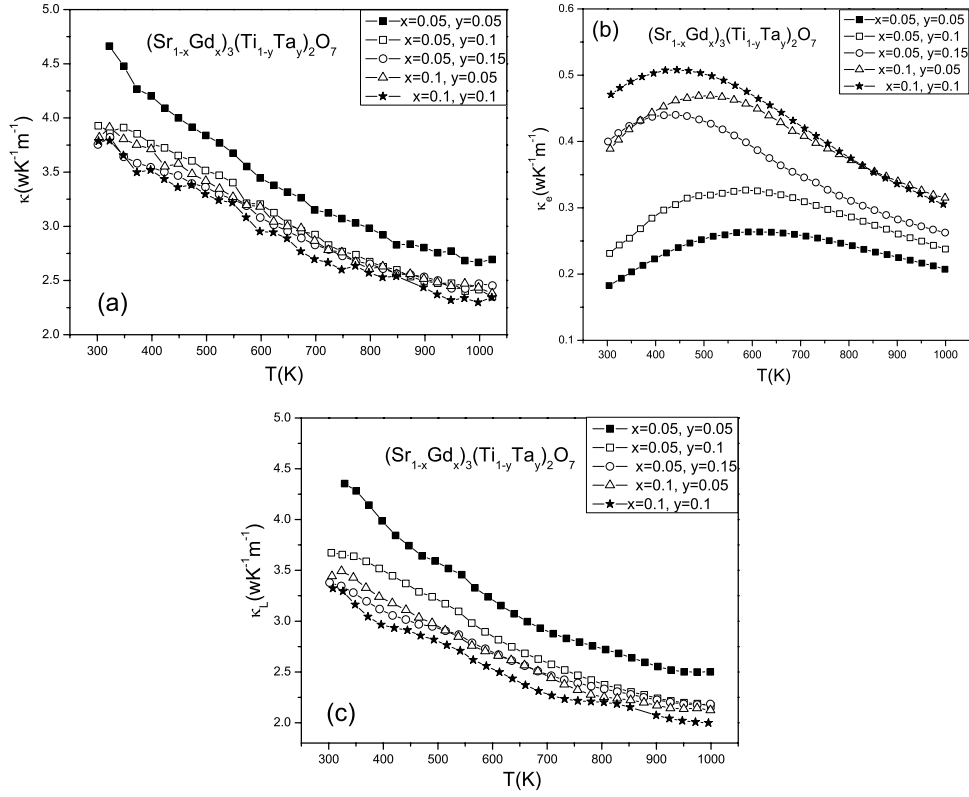 (a)
(Sr1-xGdx)3(Ti1-yTay)2O7
x=0.05, y=0.05
x=0.05, y=0.1
x=0.05, y=0.15
x=0.1, y=0.05
x=0.1, y=0.1
κ(wK-1m-1)
5.0
4.5
4.0
3.5
3.0
2.5
2.0
300 400 500 600 700 800 900 1000
T(K)
(b)
(Sr1-xGdx)3(Ti1-yTay)2O7
x=0.05, y=0.05
x=0.05, y=0.1
x=0.05, y=0.15
x=0.1, y=0.05
x=0.1, y=0.1
κe(wK-1m-1)
0.6
0.5
0.4
0.3
0.2
0.1
300 400 500 600 700 800 900 1000
T(K)
(c)
(Sr1-xGdx)3(Ti1-yTay)2O7
x=0.05, y=0.05
x=0.05, y=0.1
x=0.05, y=0.15
x=0.1, y=0.05
x=0.1, y=0.1
κL(wK-1m-1)
5.0
4.5
4.0
3.5
3.0
2.5
2.0
300 400 500 600 700 800 900 1000
T(K)